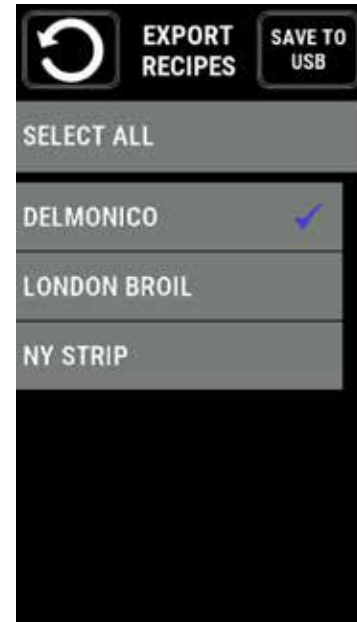 EXPORT
RECIPES
SAVE TO
USB
SELECT ALL
DELMONICO
LONDON BROIL
NY STRIP